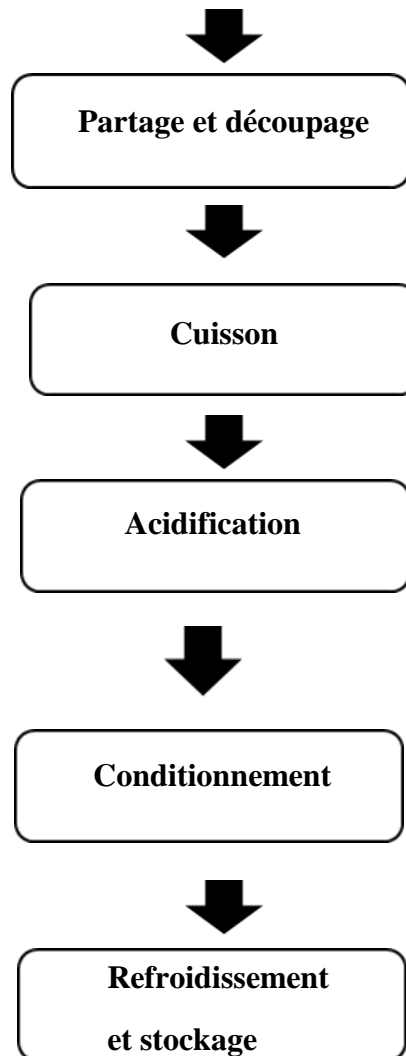 Partage et découpage
Cuisson
Acidification
Conditionnement
Refroidissement
et stockage